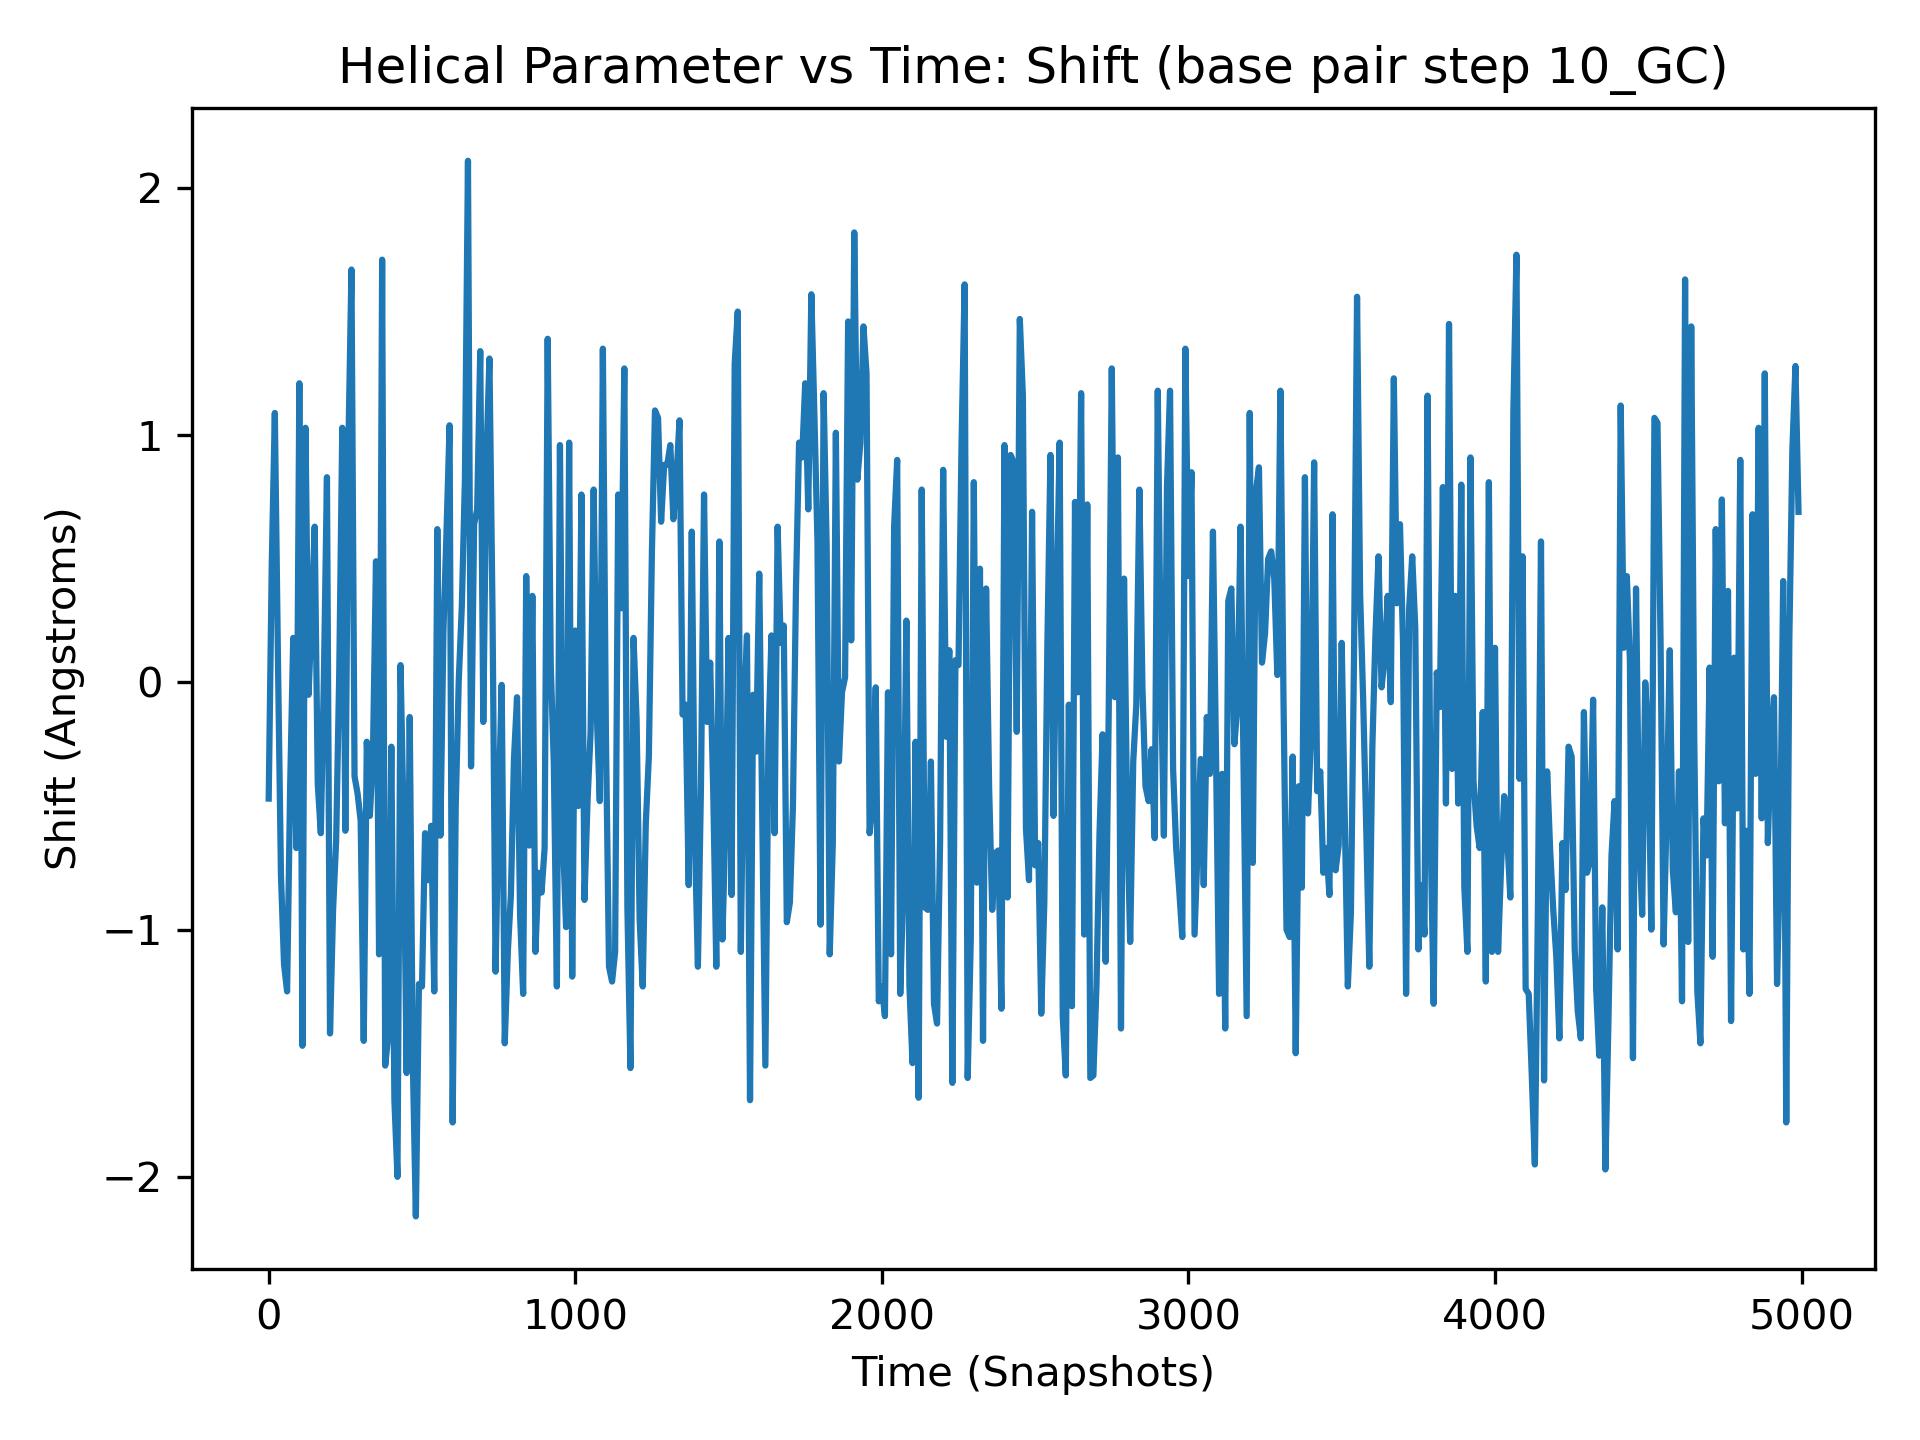 Helical Parameter vs Time: Shift (base pair step 10_GC)
Shift (Angstroms)
2
1
0
−1
−2
0 1000 2000 3000 4000 5000
Time (Snapshots)